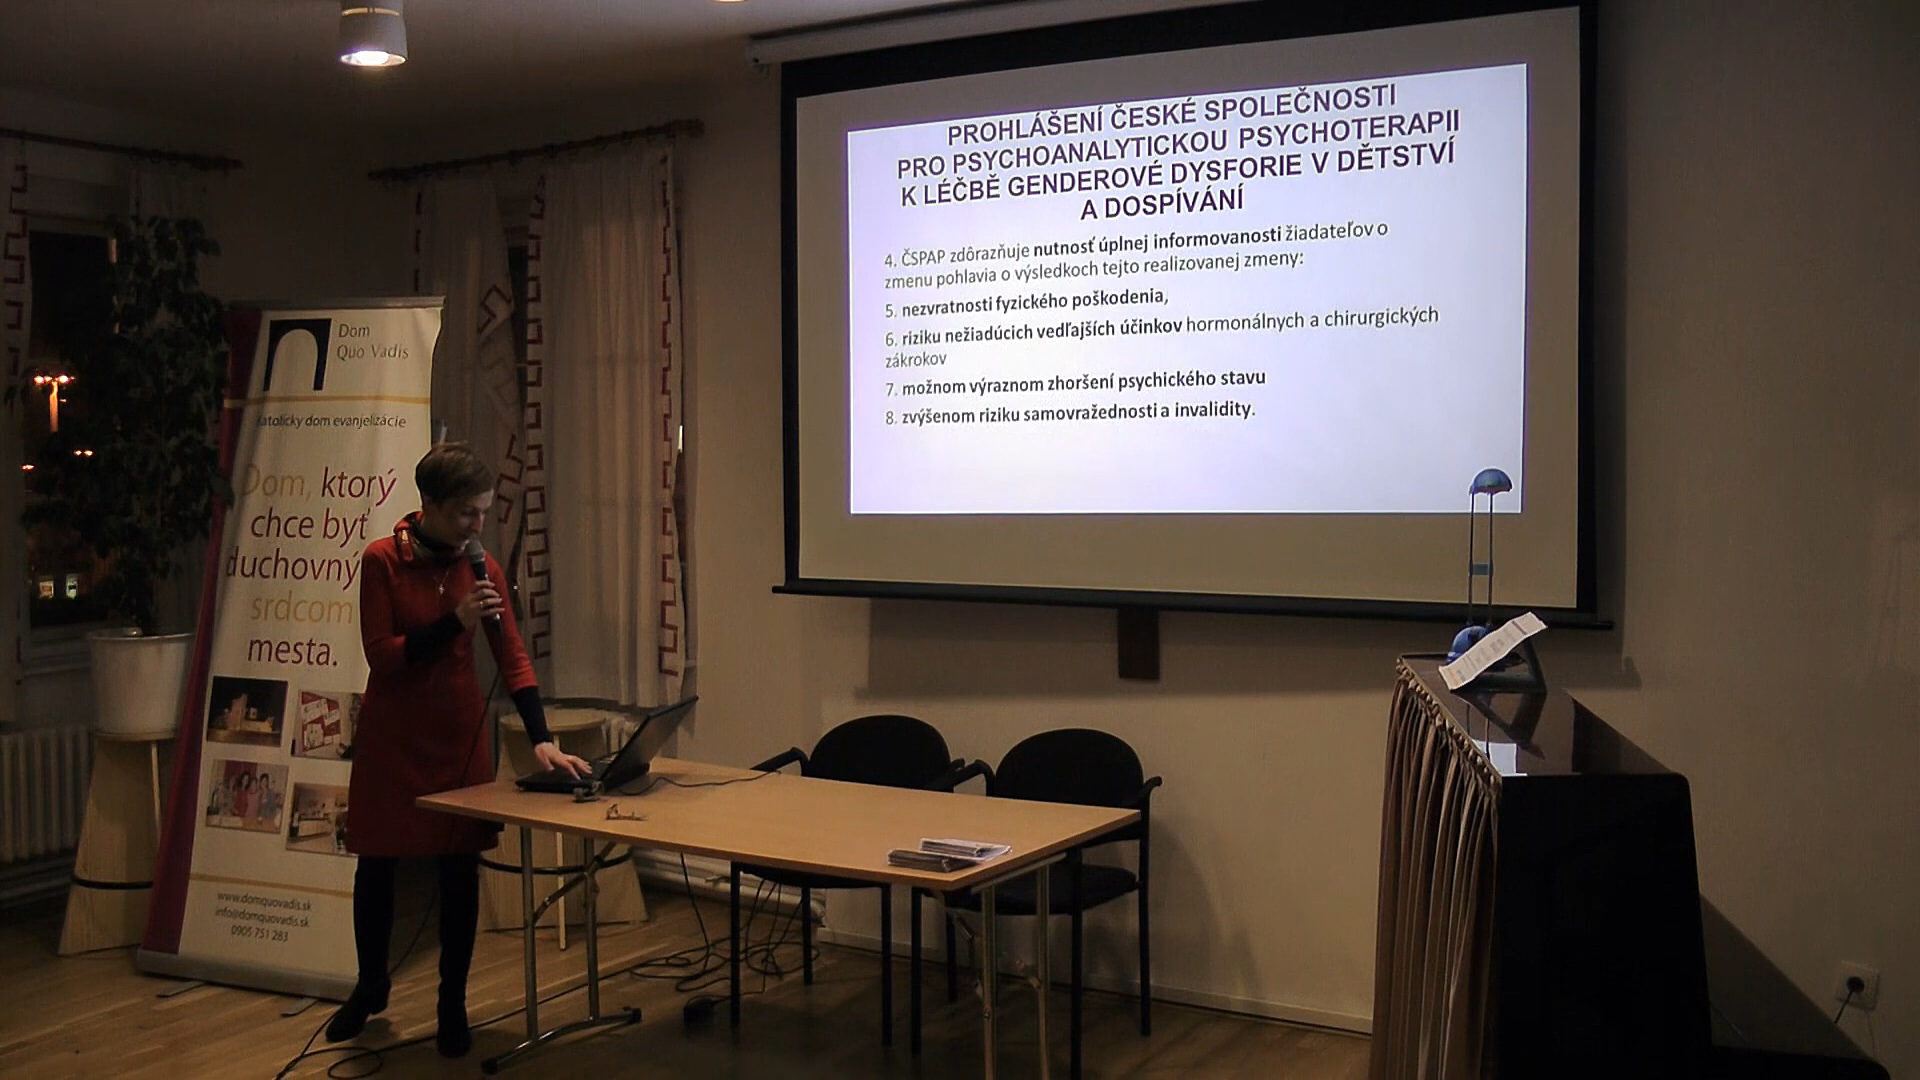 PROHLÁŠENÍ ČESKÉ SPOLEČNOSTI
PRO PSYCHOANALYTICKOU PSYCHOTERAPII
K LÉČBĚ GENDEROVÉ DYSFORIE V DĚTSTVÍ
A DOSPÍVÁNÍ
4. ČSPAP zdôrazňuje nutnosť úplnej informovanosti žiadateľov o
zmenu pohlavia o výsledkoch tejto realizovanej zmeny:
5. nezvratnosti fyzického poškodenia,
6. riziku nežiadúcich vedľajších účinkov hormonálnych a chirurgických
zákrokov
7. možnom výraznom zhoršení psychického stavu
8. zvýšenom riziku samovražednosti a invalidity.
Dom
Quo Vadis
katolícky dom evanjelizácie
Dom, ktorý
chce byť
duchovný
srdcom
mesta.
www.domquovadis.sk
info@domquovadis.sk
0905 751 283